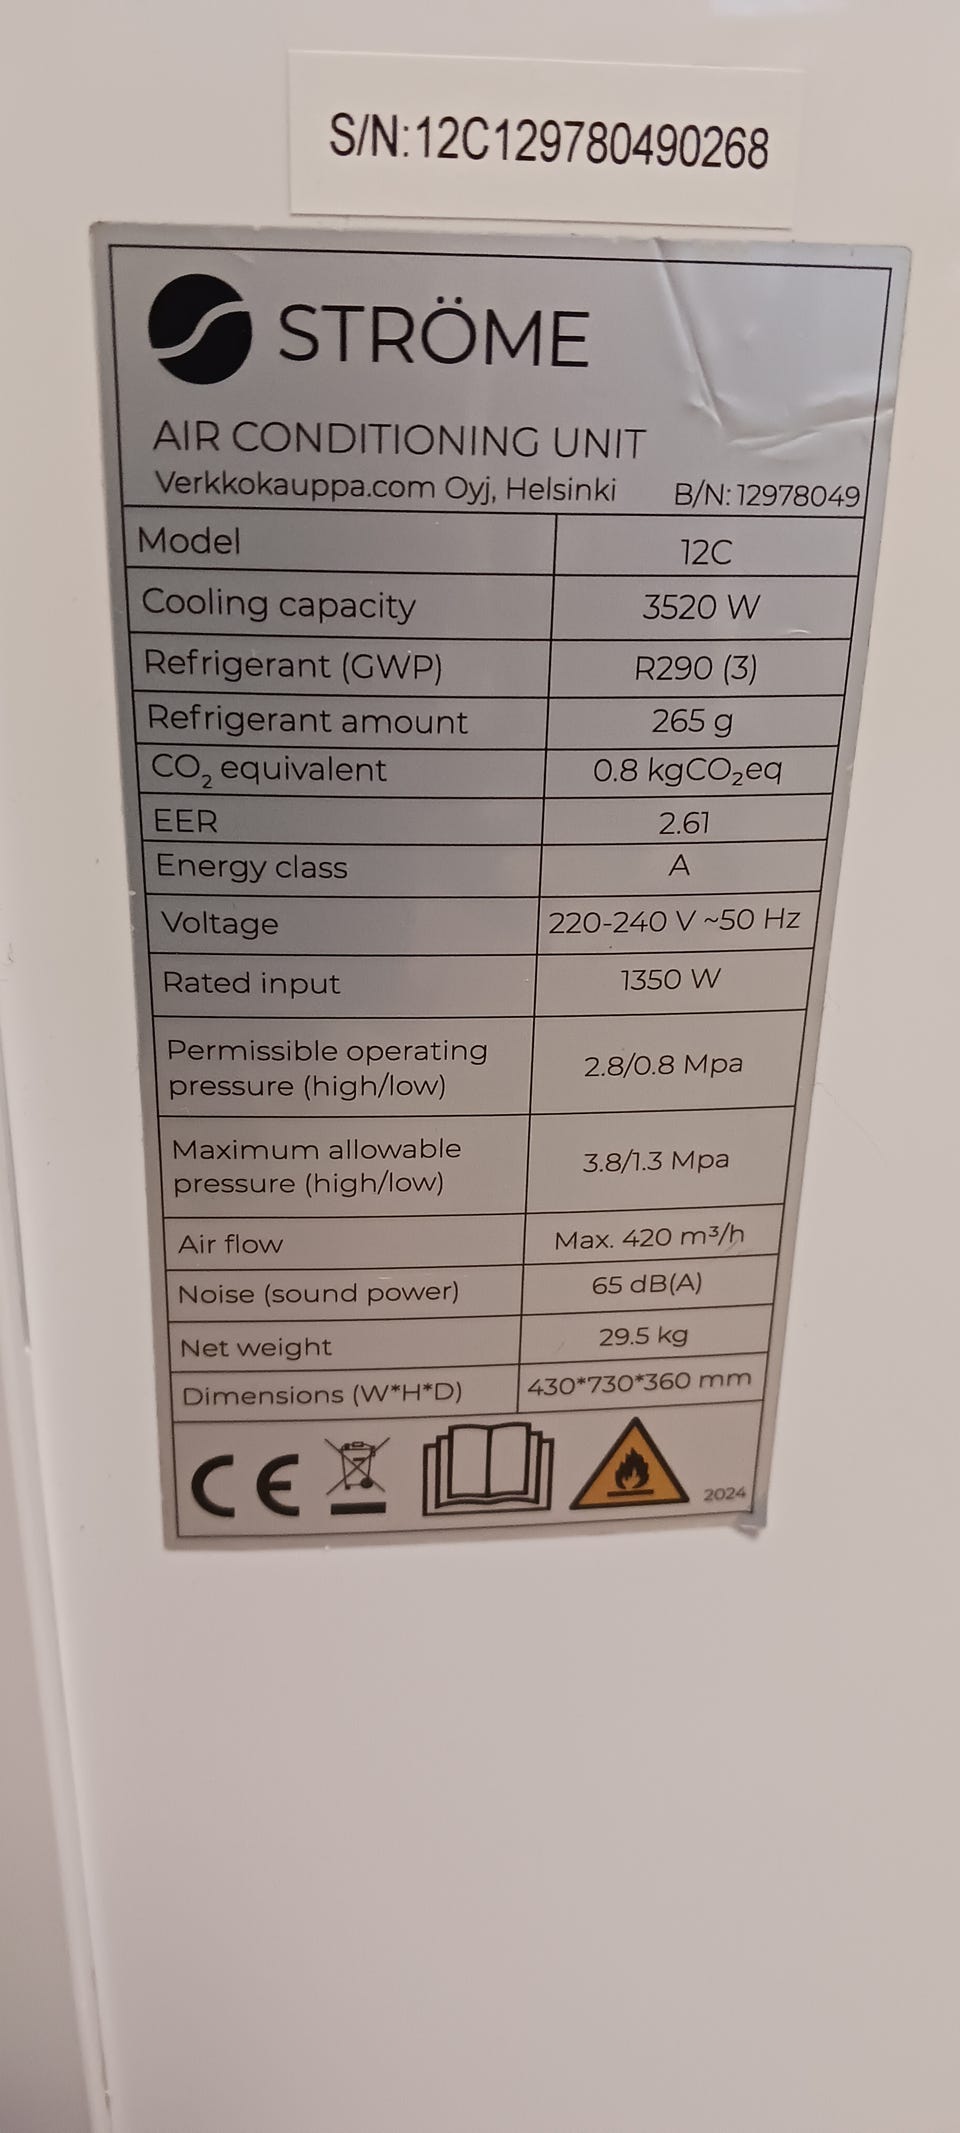 S/N:12C129780490268
STRÖME
AIR CONDITIONING UNIT
Verkkokauppa.com Oyj, Helsinki B/N: 12978049
Model 12C
Cooling capacity 3520 W
Refrigerant (GWP) R290 (3)
Refrigerant amount 265 g
CO₂ equivalent 0.8 kgCO₂eq
EER 2.61
Energy class A
Voltage 220-240 V ~50 Hz
Rated input 1350 W
Permissible operating
pressure (high/low) 2.8/0.8 Mpa
Maximum allowable
pressure (high/low) 3.8/1.3 Mpa
Air flow Max. 420 m³/h
Noise (sound power) 65 dB(A)
Net weight 29.5 kg
Dimensions (W*H*D) 430*730*360 mm
CE 2024